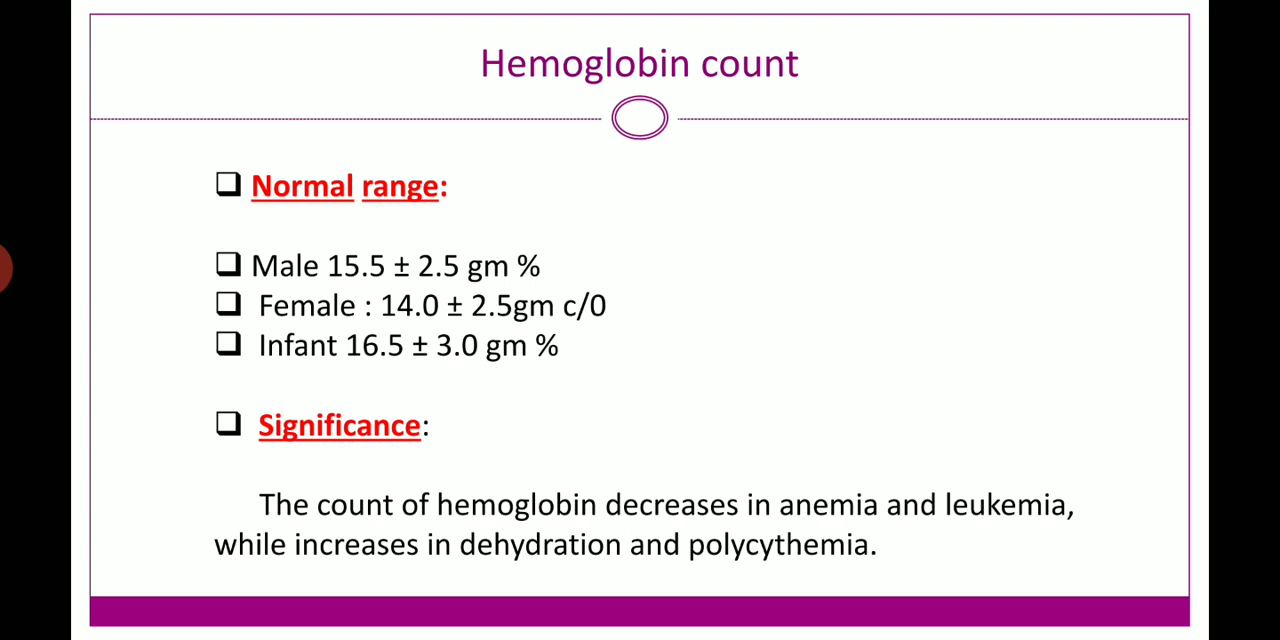 Hemoglobin count
Normal range:
Male 15.5 ± 2.5 gm %
Female : 14.0 ± 2.5gm c/0
Infant 16.5 ± 3.0 gm %
Significance:
The count of hemoglobin decreases in anemia and leukemia,
while increases in dehydration and polycythemia.